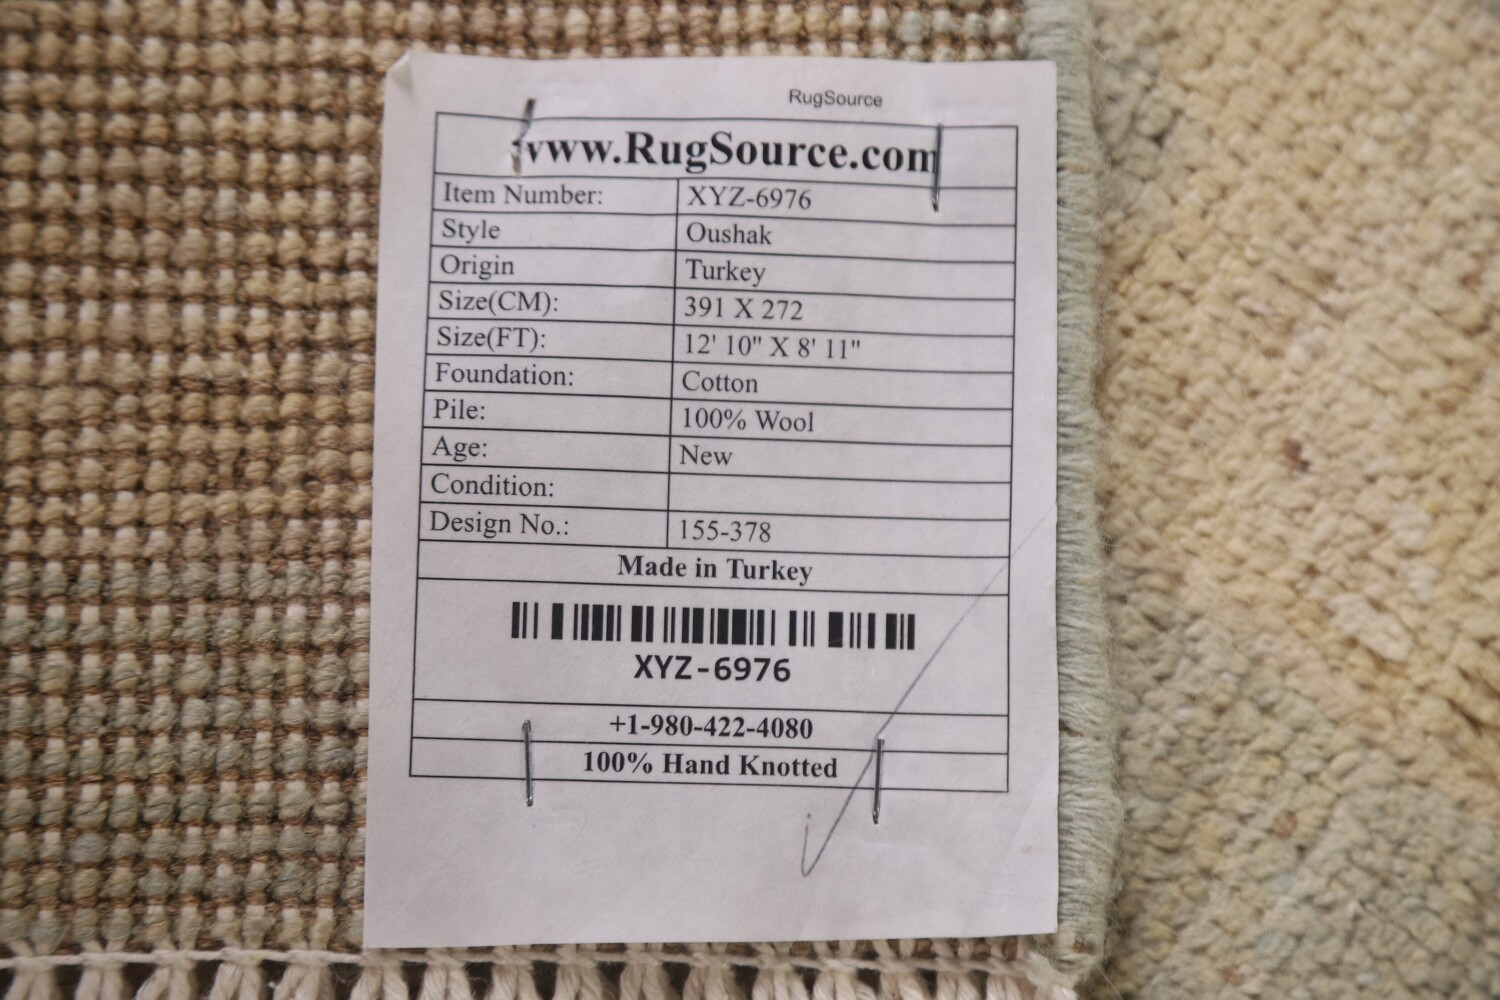 RugSource
www.RugSource.com
Item Number: XYZ-6976
Style Oushak
Origin Turkey
Size(CM): 391 X 272
Size(FT): 12' 10" X 8' 11"
Foundation: Cotton
Pile: 100% Wool
Age: New
Condition:
Design No.: 155-378
Made in Turkey
XYZ-6976
+1-980-422-4080
100% Hand Knotted